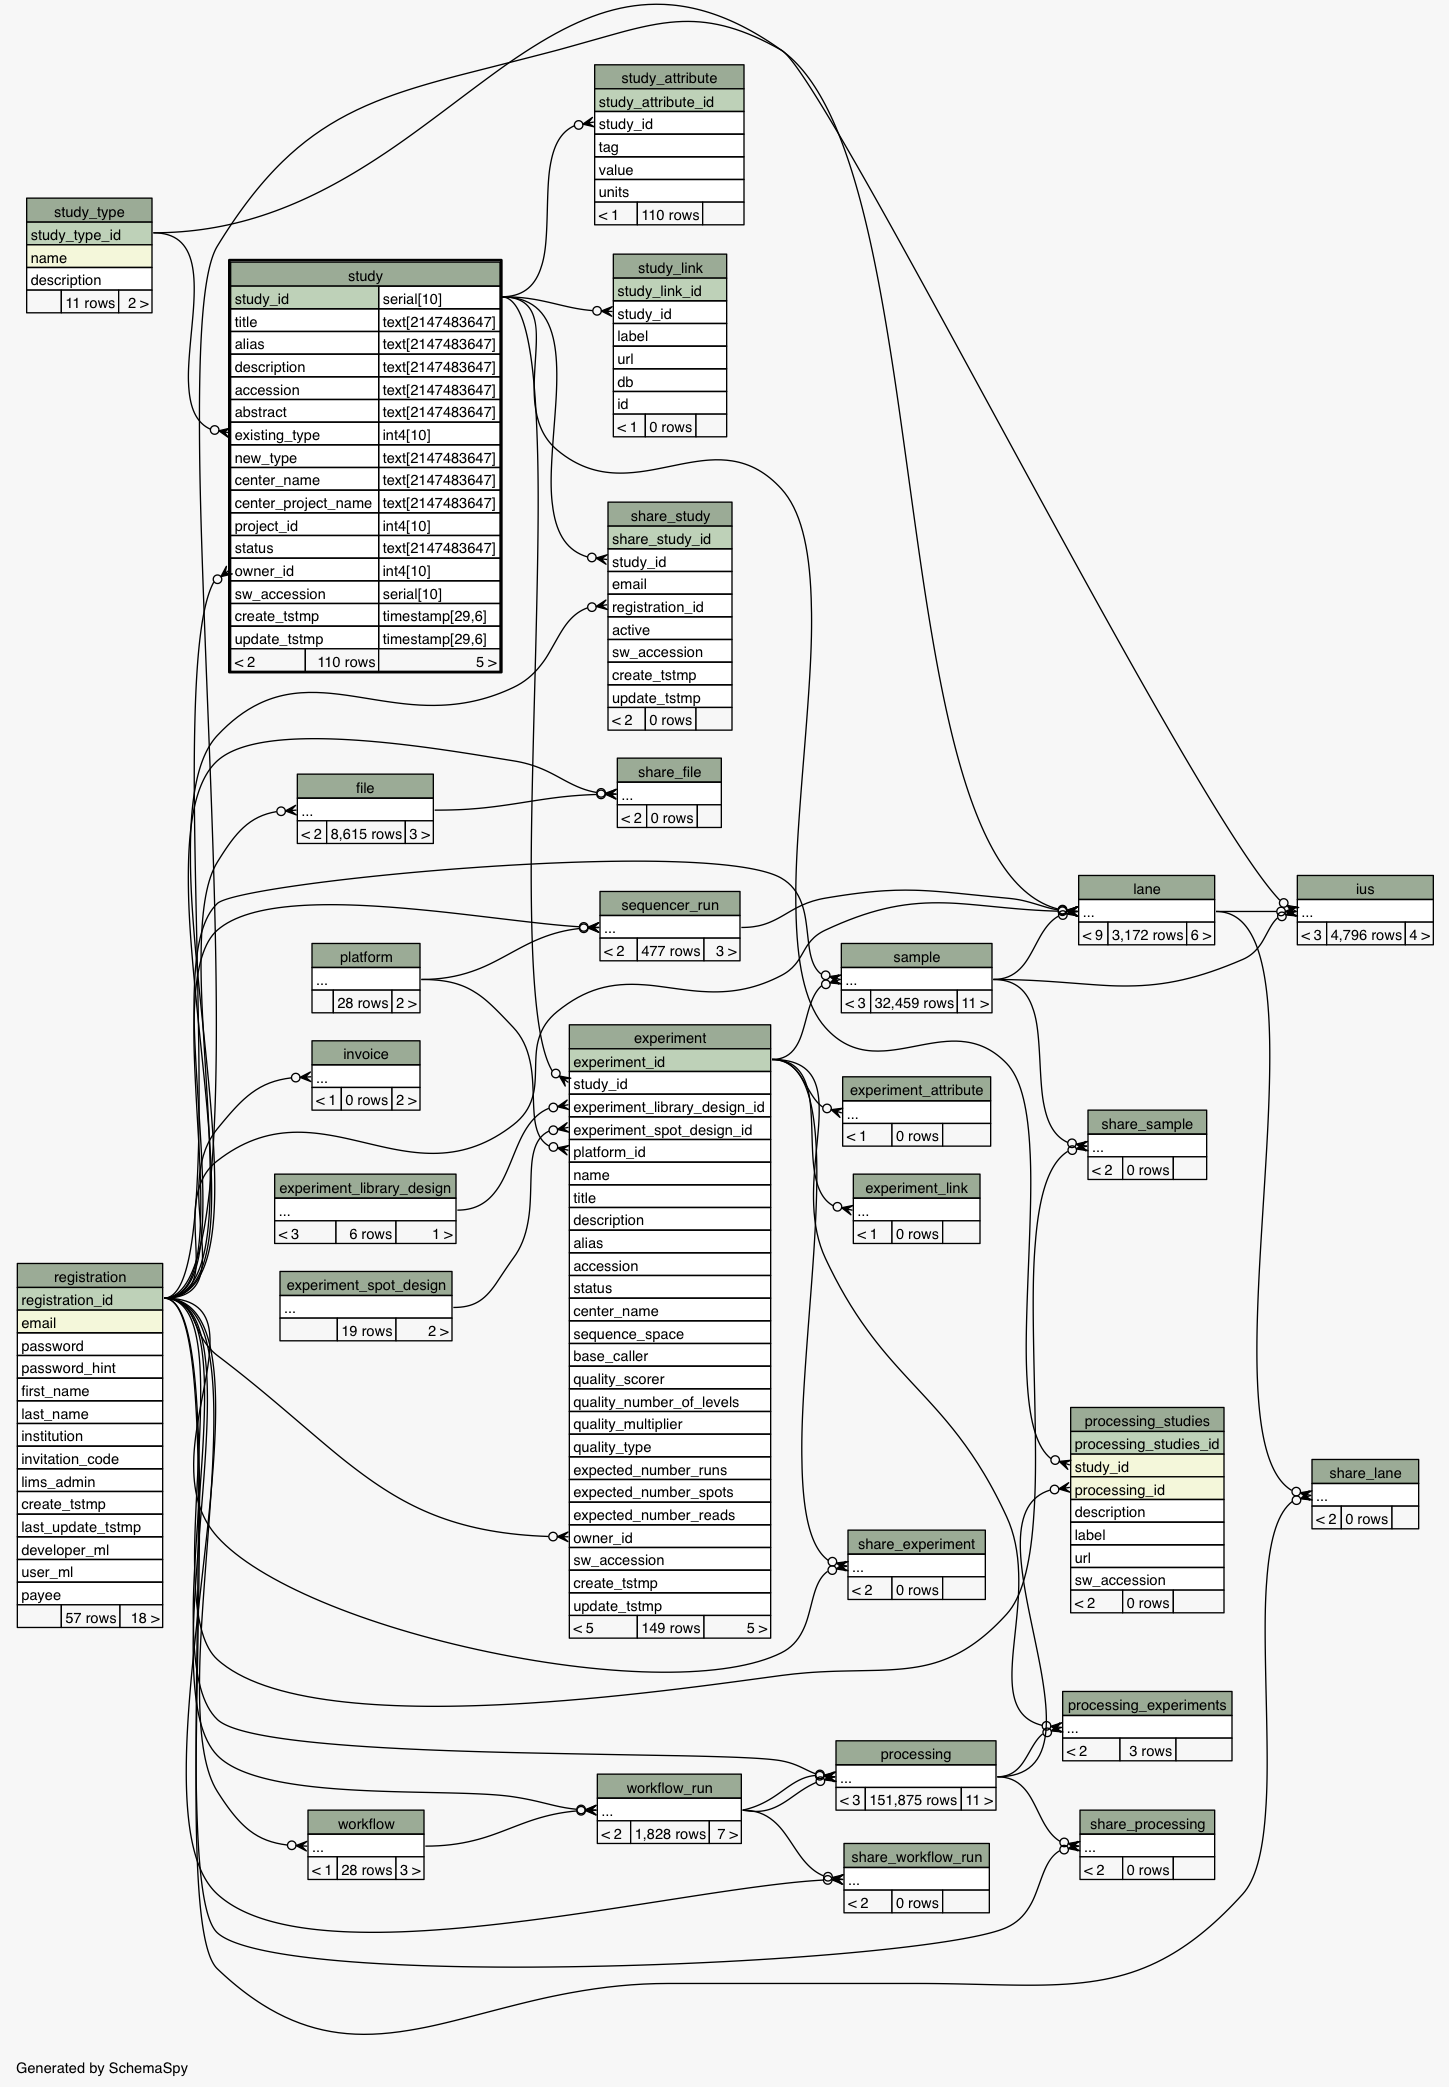 study_attribute
study_attribute_id
study_id
tag
value
units
< 1 110 rows
study_type
study_type_id
name
description
11 rows 2 >
study
study_id serial[10]
title text[2147483647]
alias text[2147483647]
description text[2147483647]
accession text[2147483647]
abstract text[2147483647]
existing_type int4[10]
new_type text[2147483647]
center_name text[2147483647]
center_project_name text[2147483647]
project_id int4[10]
status text[2147483647]
owner_id int4[10]
sw_accession serial[10]
create_tstmp timestamp[29,6]
update_tstmp timestamp[29,6]
< 2 110 rows 5 >
study_link
study_link_id
study_id
label
url
db
id
< 1 0 rows
share_study
share_study_id
study_id
email
registration_id
active
sw_accession
create_tstmp
update_tstmp
< 2 0 rows
share_file
...
< 2 0 rows
file
...
< 2 8,615 rows 3 >
lane
...
< 9 3,172 rows 6 >
ius
...
< 3 4,796 rows 4 >
sequencer_run
...
< 2 477 rows 3 >
platform
...
28 rows 2 >
sample
...
< 3 32,459 rows 11 >
invoice
...
< 1 0 rows 2 >
experiment
experiment_id
study_id
experiment_library_design_id
experiment_spot_design_id
platform_id
name
title
description
alias
accession
status
center_name
sequence_space
base_caller
quality_scorer
quality_number_of_levels
quality_multiplier
quality_type
expected_number_runs
expected_number_spots
expected_number_reads
owner_id
sw_accession
create_tstmp
update_tstmp
< 5 149 rows 5 >
experiment_attribute
...
< 1 0 rows
share_sample
...
< 2 0 rows
experiment_library_design
...
< 3 6 rows 1 >
experiment_link
...
< 1 0 rows
experiment_spot_design
...
19 rows 2 >
registration
registration_id
email
password
password_hint
first_name
last_name
institution
invitation_code
lims_admin
create_tstmp
last_update_tstmp
developer_ml
user_ml
payee
57 rows 18 >
processing_studies
processing_studies_id
study_id
processing_id
description
label
url
sw_accession
< 2 0 rows
share_lane
...
< 2 0 rows
share_experiment
...
< 2 0 rows
processing_experiments
...
< 2 3 rows
processing
...
< 3 151,875 rows 11 >
workflow_run
...
< 2 1,828 rows 7 >
workflow
...
< 1 28 rows 3 >
share_processing
...
< 2 0 rows
share_workflow_run
...
< 2 0 rows
Generated by SchemaSpy